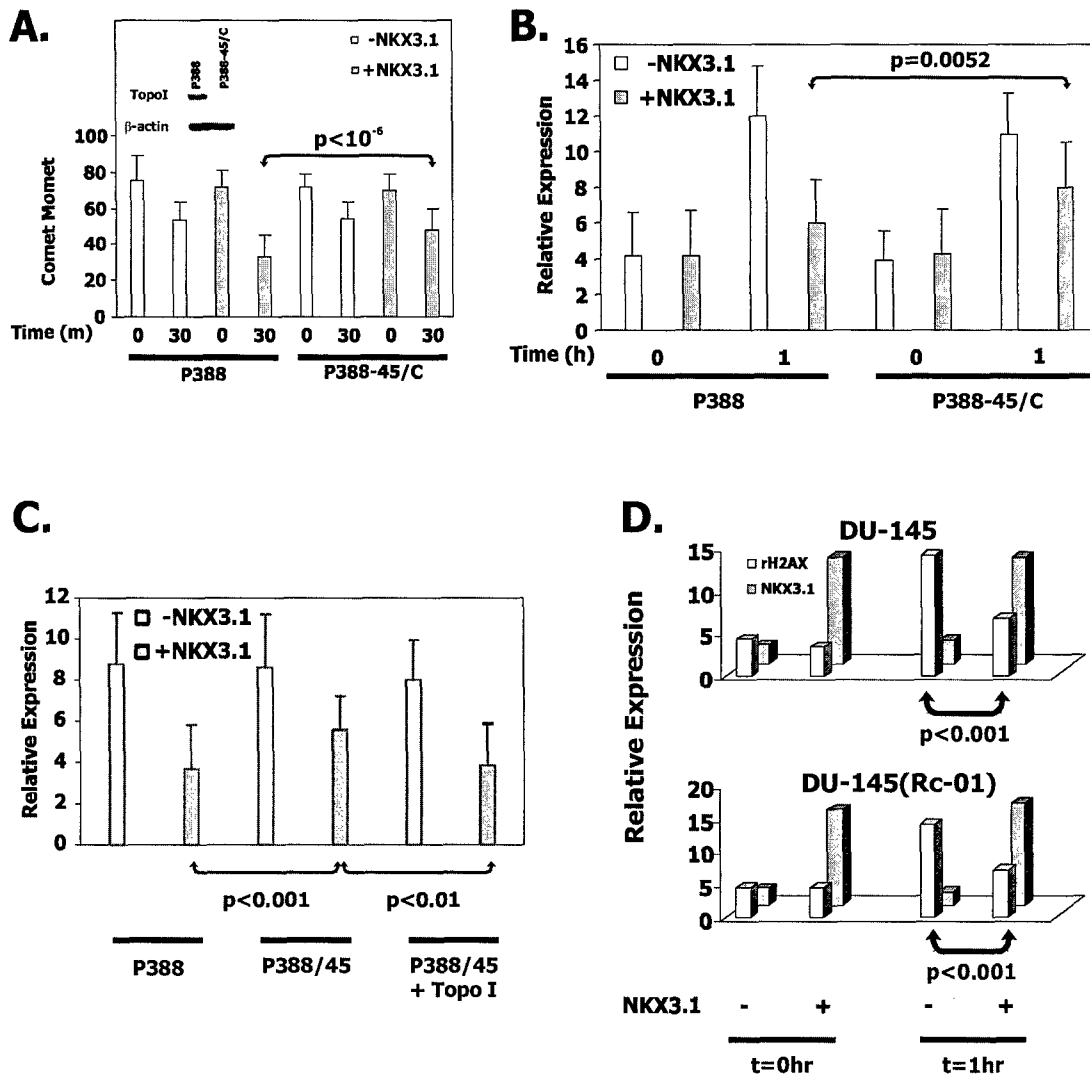 A.
P388
P388-45/C
-NKX3.1
+NKX3.1
TopoI
β-actin
p<10-6
100
80
60
40
20
0
Comet Momet
Time (m) 0 30 0 30 0 30 0 30
P388 P388-45/C
B.
16
14
12
10
8
6
4
2
0
Relative Expression
-NKX3.1
+NKX3.1
p=0.0052
Time (h) 0 1 0 1
P388 P388-45/C
C.
12
10
8
6
4
2
0
Relative Expression
-NKX3.1
+NKX3.1
p<0.001 p<0.01
P388 P388/45 P388/45
+ Topo I
D.
DU-145
15
10
5
0
rH2AX
NKX3.1
p<0.001
Relative Expression
DU-145(Rc-01)
20
15
10
5
0
p<0.001
NKX3.1 - + - +
t=0hr t=1hr